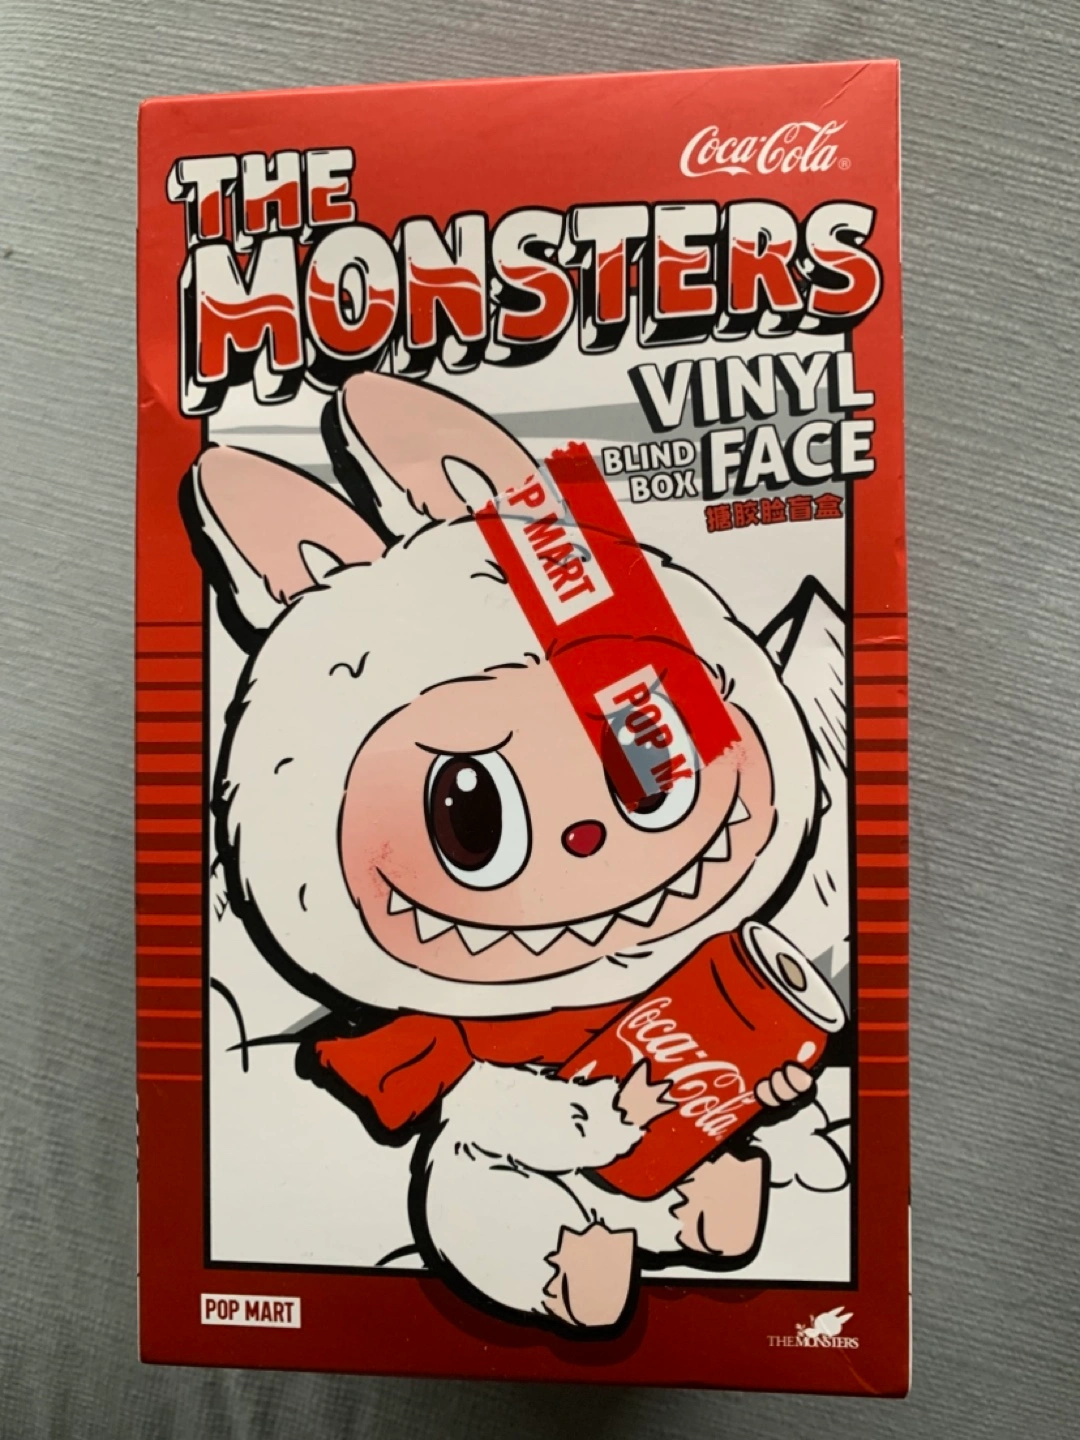 Coca-Cola®
THE
MONSTERS
VINYL
BLIND BOX FACE
搪胶脸盲盒
P MART
POP M
Coca-Cola
POP MART
THE MONSTERS